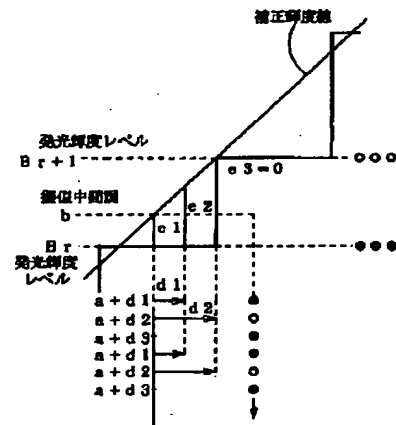 補正輝度線
発光輝度レベル
Br+1
e3=0
擬似中間調
b
e2
e1
Br
発光輝度
レベル
d1
a+d1
a+d2
d2
a+d3
a+d1
a+d2
a+d3